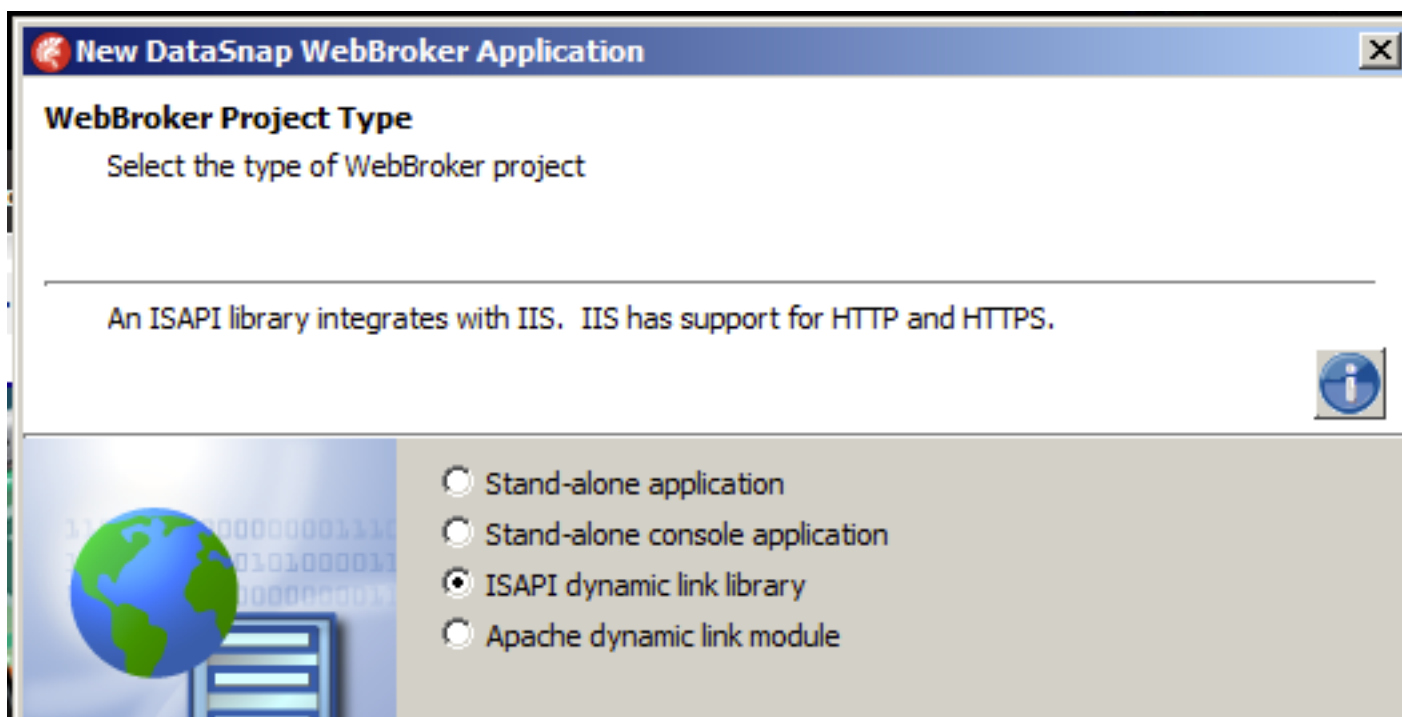 New DataSnap WebBroker Application
WebBroker Project Type
Select the type of WebBroker project
An ISAPI library integrates with IIS.  IIS has support for HTTP and HTTPS.
Stand-alone application
Stand-alone console application
ISAPI dynamic link library
Apache dynamic link module